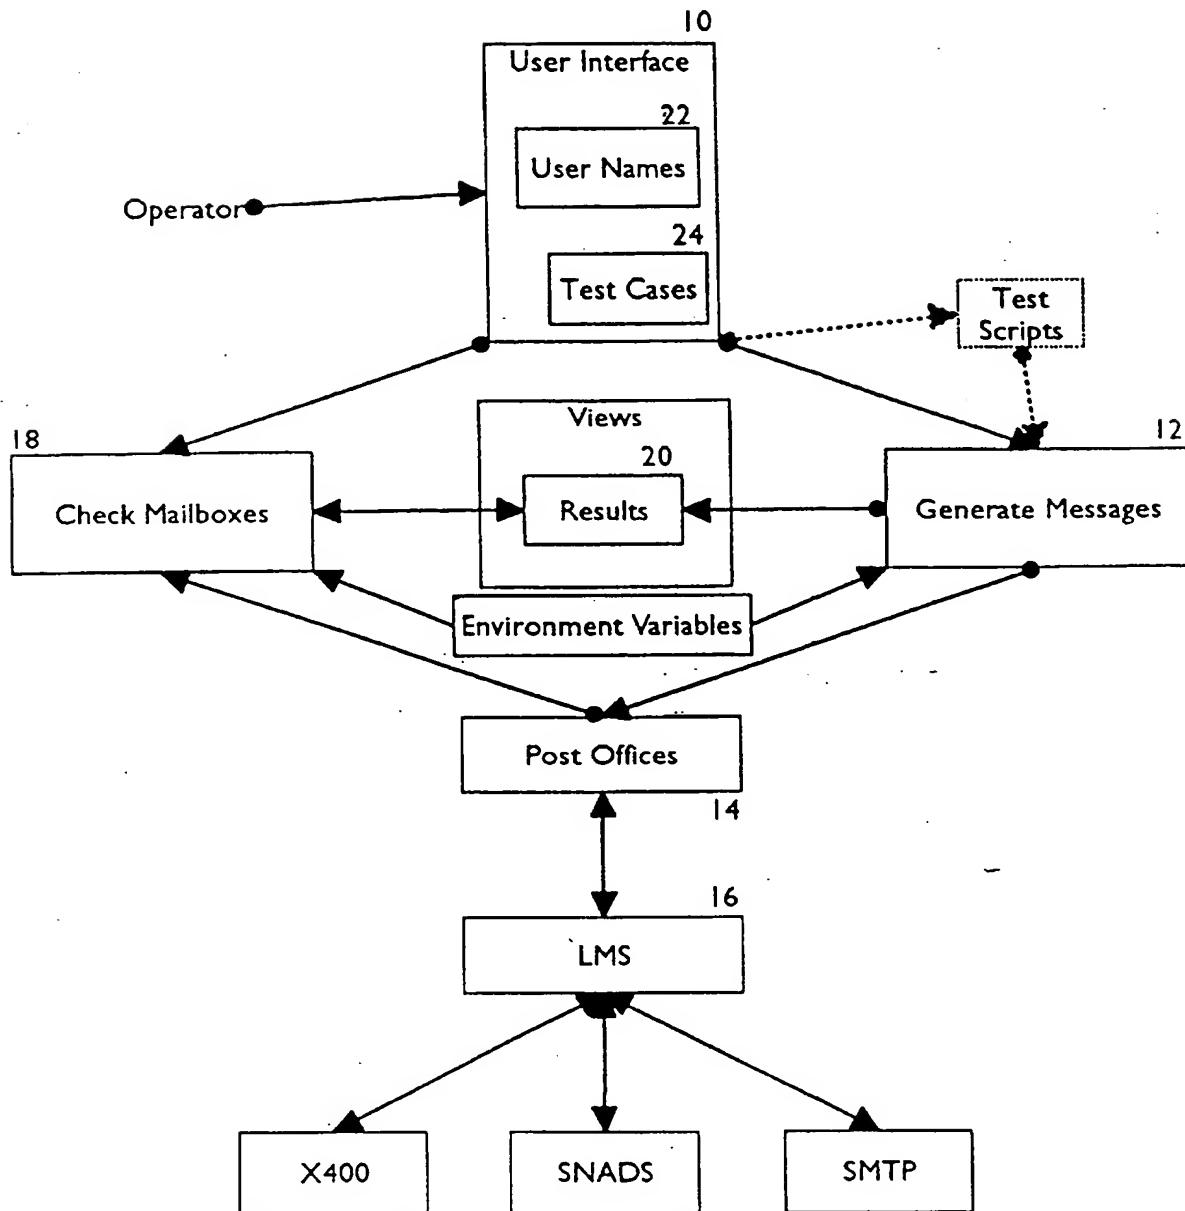 10
User Interface
22
User Names
Operator
24
Test Cases
Test
Scripts
Views
18
20
12
Check Mailboxes
Results
Generate Messages
Environment Variables
Post Offices
14
16
LMS
X400
SNADS
SMTP